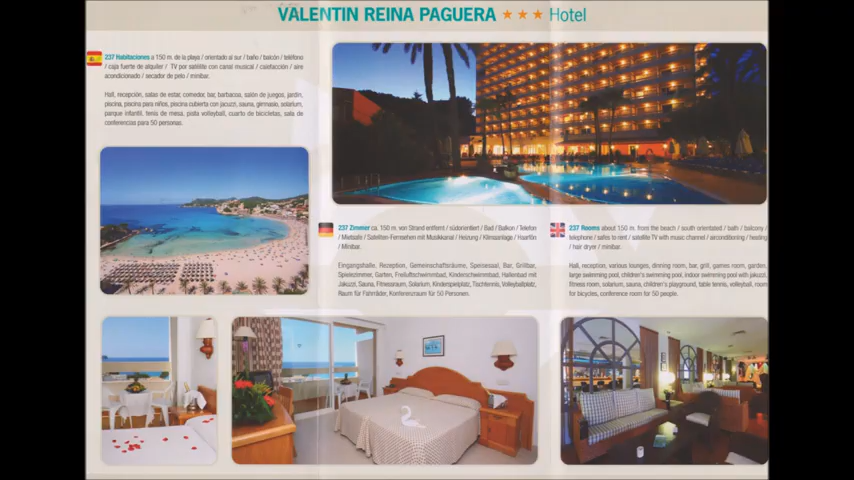 VALENTIN REINA PAGUERA ★ ★ ★ Hotel
237 Habitaciones a 150 m. de la playa / orientado al sur / baño / balcón / teléfono
/ caja fuerte de alquiler / TV por satélite con canal muscal / calefacción / aire
acondicionado / secador de pelo / minibar.
Hall, recepción, salas de estar, comedor, bar, barbacoa, salón de juegos, jardín,
piscina, piscina para niños, piscina cubierta con jacuzzi, sauna, gimnasio, solarium,
parque infantil, tenis de mesa, pista volleyball, cuarto de bicicletas, sala de
conferencias para 50 personas.
237 Zimmer ca. 150 m. von Strand entfernt / südorientiert / Bad / Balkon / Telefon
/ Mietsafe / Satelliten-Fernsehen mit Musikkanal / Heizung / Klimaanlage / Haarfön
/ Minibar.
Eingangshalle, Reception, Gemeinschaftsräume, Speisesaal, Bar, Grillbar,
Spielezimmer, Garten, Freiluftschwimmbad, Kinderschwimmbad, Hallenbad mit
Jakuzzi, Sauna, Fitnessraum, Solarium, Kinderspielplatz, Tischtennis, Volleyballplatz,
Raum für Fahrräder, Konferenzraum für 50 Personen.
237 Rooms about 150 m. from the beach / south orientated / bath / balcony /
telephone / safes to rent / satellite TV with music channel / airconditioning / heating
/ hair dryer / minibar.
Hall, reception, various lounges, dinning room, bar, grill, games room, garden,
large swimming pool, children's swimming pool, indoor swimming pool with jakuzzi,
fitness room, solarium, sauna, children's playground, table tennis, volleyball, room
for bicycles, conference room for 50 people.